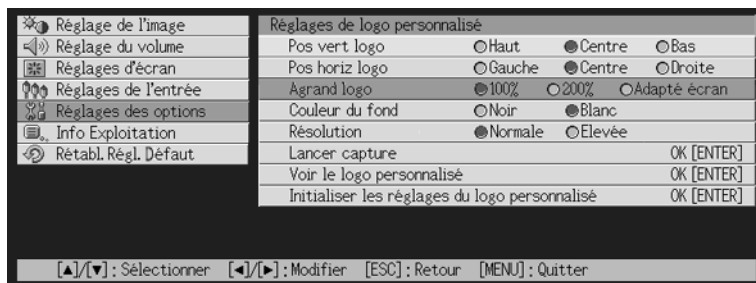 Réglage de l'image
Réglage du volume
Réglages d'écran
Réglages de l'entrée
Réglages des options
Info Exploitation
Rétabl. Régl. Défaut
Réglages de logo personnalisé
Pos vert logo Haut Centre Bas
Pos horiz logo Gauche Centre Droite
Agrand logo 100% 200% Adapté écran
Couleur du fond Noir Blanc
Résolution Normale Elevée
Lancer capture OK [ENTER]
Voir le logo personnalisé OK [ENTER]
Initialiser les réglages du logo personnalisé OK [ENTER]
[▲]/[▼] : Sélectionner [◄]/[►] : Modifier [ESC] : Retour [MENU] : Quitter